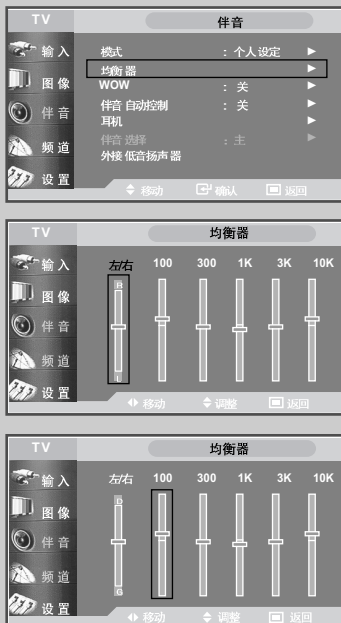 TV 伴音
输入
图像
伴音
频道
设置
模式 : 个人设定 ▶
均衡器 ▶
WOW : 关 ▶
伴音 自动控制 : 关 ▶
耳机 ▶
伴音 选择 : 主 ▶
外接 低音扬声器
移动 确认 返回
TV 均衡器
输入
图像
伴音
频道
设置
左/右 100 300 1K 3K 10K
R
L
移动 调整 返回
TV 均衡器
输入
图像
伴音
频道
设置
左/右 100 300 1K 3K 10K
D
G
移动 调整 返回